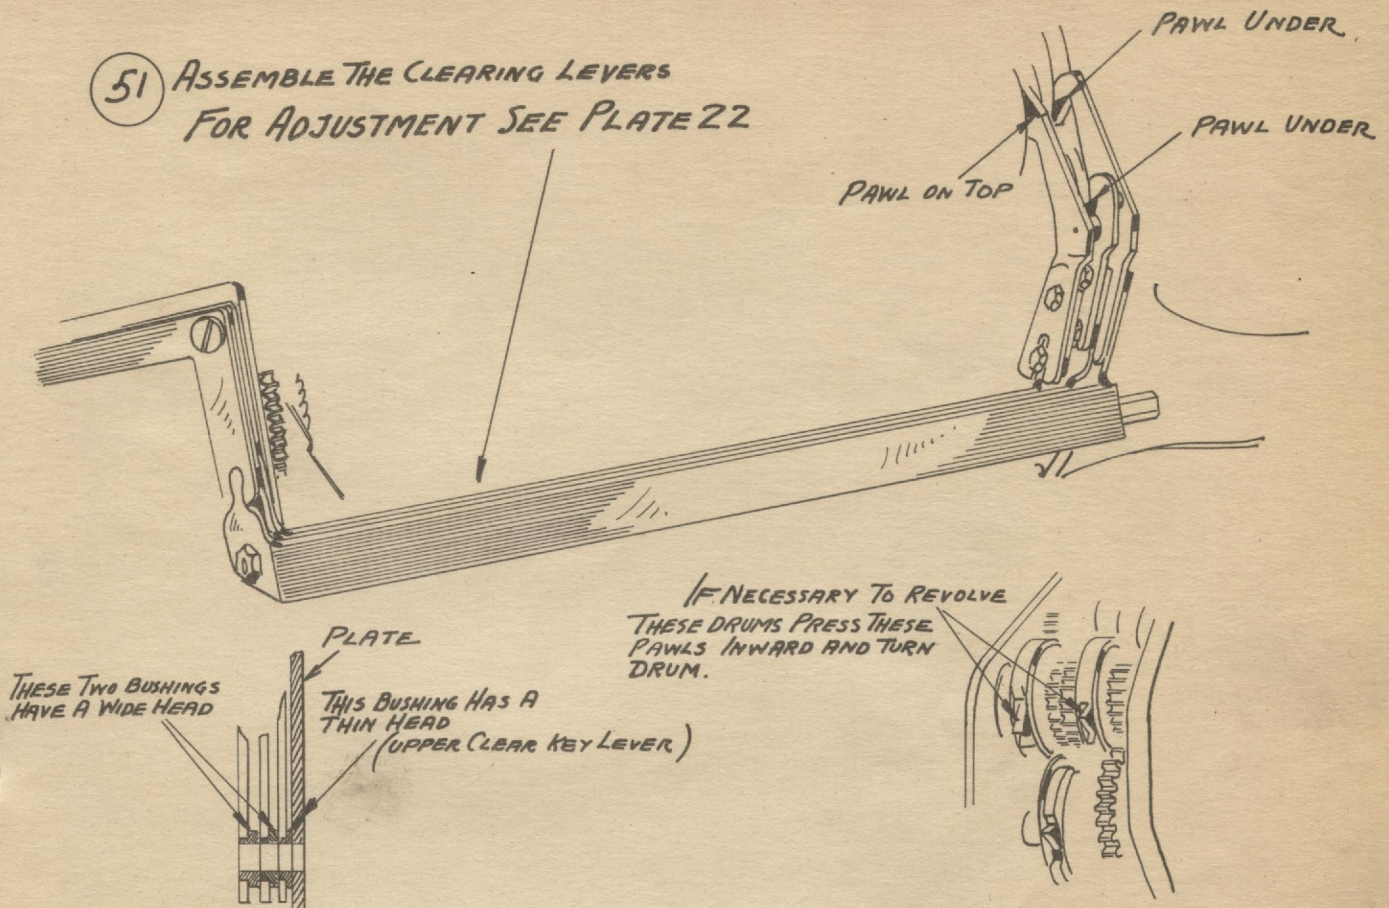 51 ASSEMBLE THE CLEARING LEVERS
FOR ADJUSTMENT SEE PLATE 22
PAWL UNDER
PAWL UNDER
PAWL ON TOP
IF NECESSARY TO REVOLVE
THESE DRUMS PRESS THESE
PAWLS INWARD AND TURN
DRUM.
PLATE
THESE TWO BUSHINGS
HAVE A WIDE HEAD
THIS BUSHING HAS A
THIN HEAD
(UPPER CLEAR KEY LEVER)